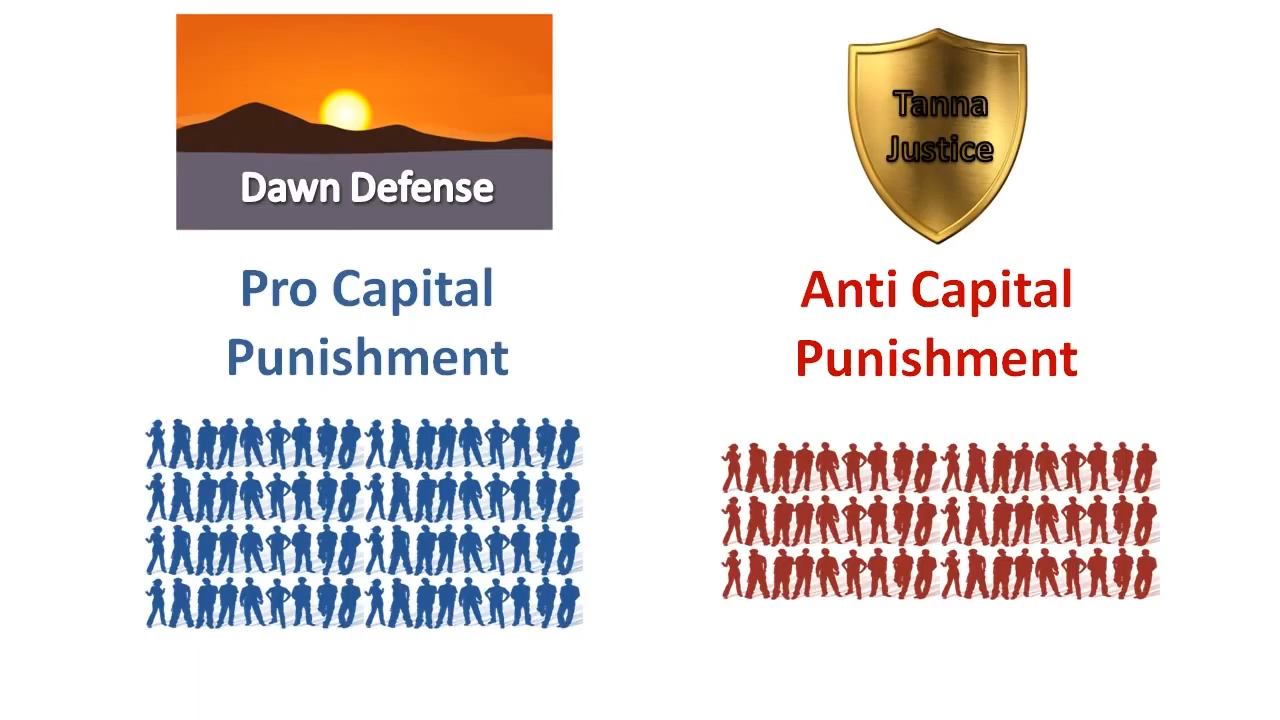 Dawn Defense
Tanna
Justice
Pro Capital
Punishment
Anti Capital
Punishment